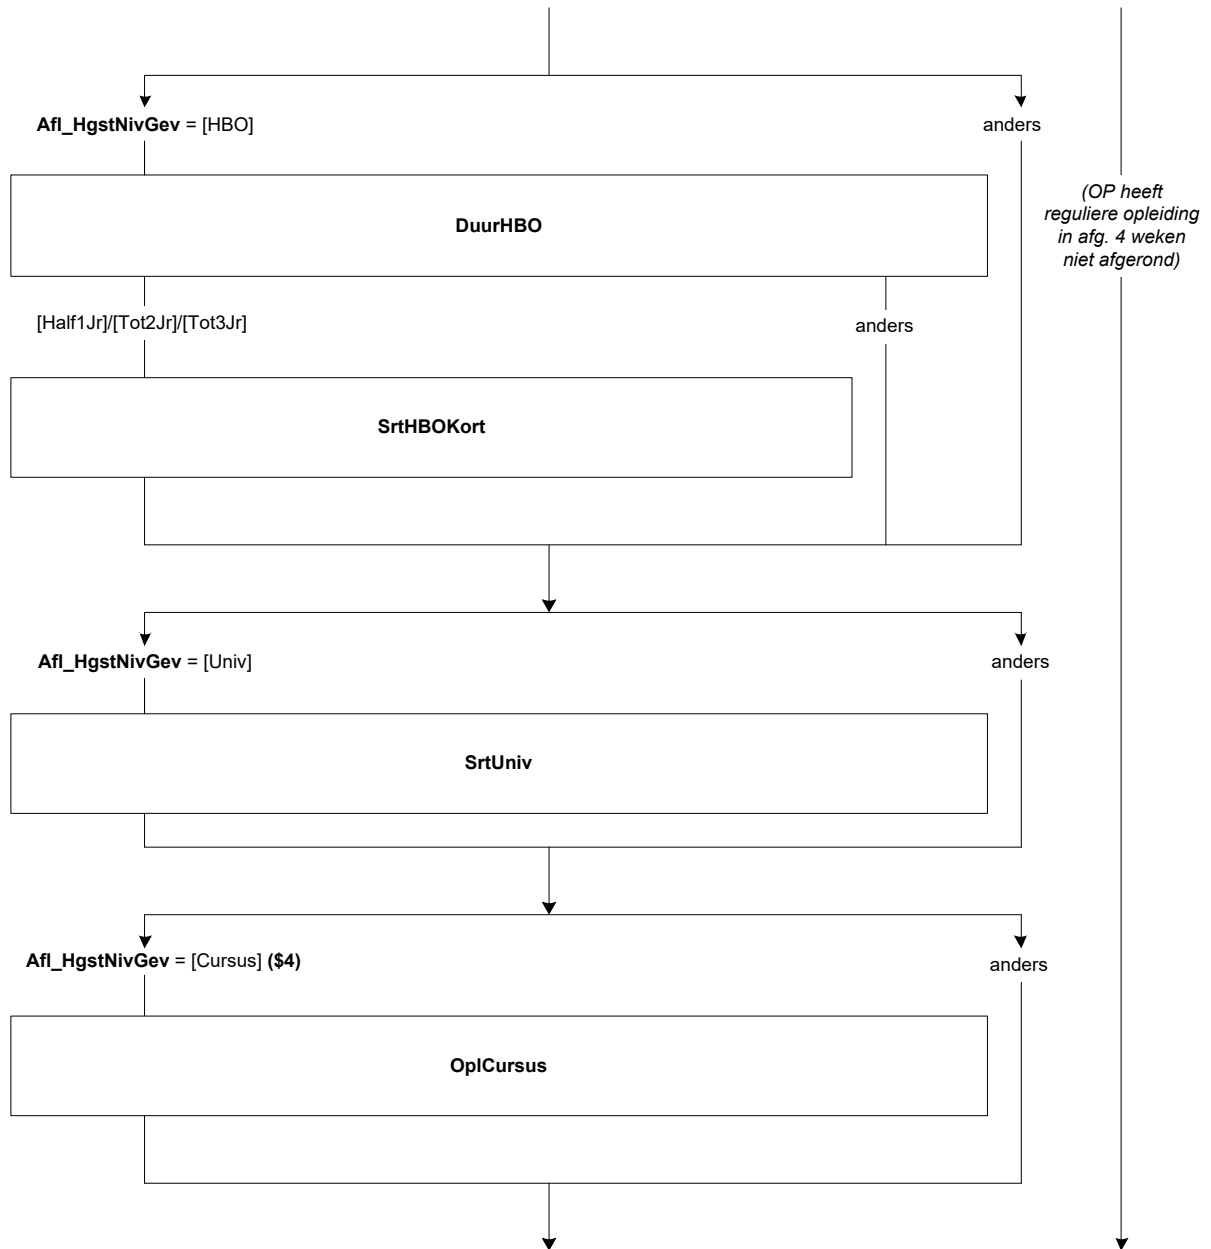 Afl_HgstNivGev = [HBO]
anders
DuurHBO
(OP heeft
reguliere opleiding
in afg. 4 weken
niet afgerond)
[Half1Jr]/[Tot2Jr]/[Tot3Jr]
anders
SrtHBOKort
Afl_HgstNivGev = [Univ]
anders
SrtUniv
Afl_HgstNivGev = [Cursus] ($4)
anders
OplCursus